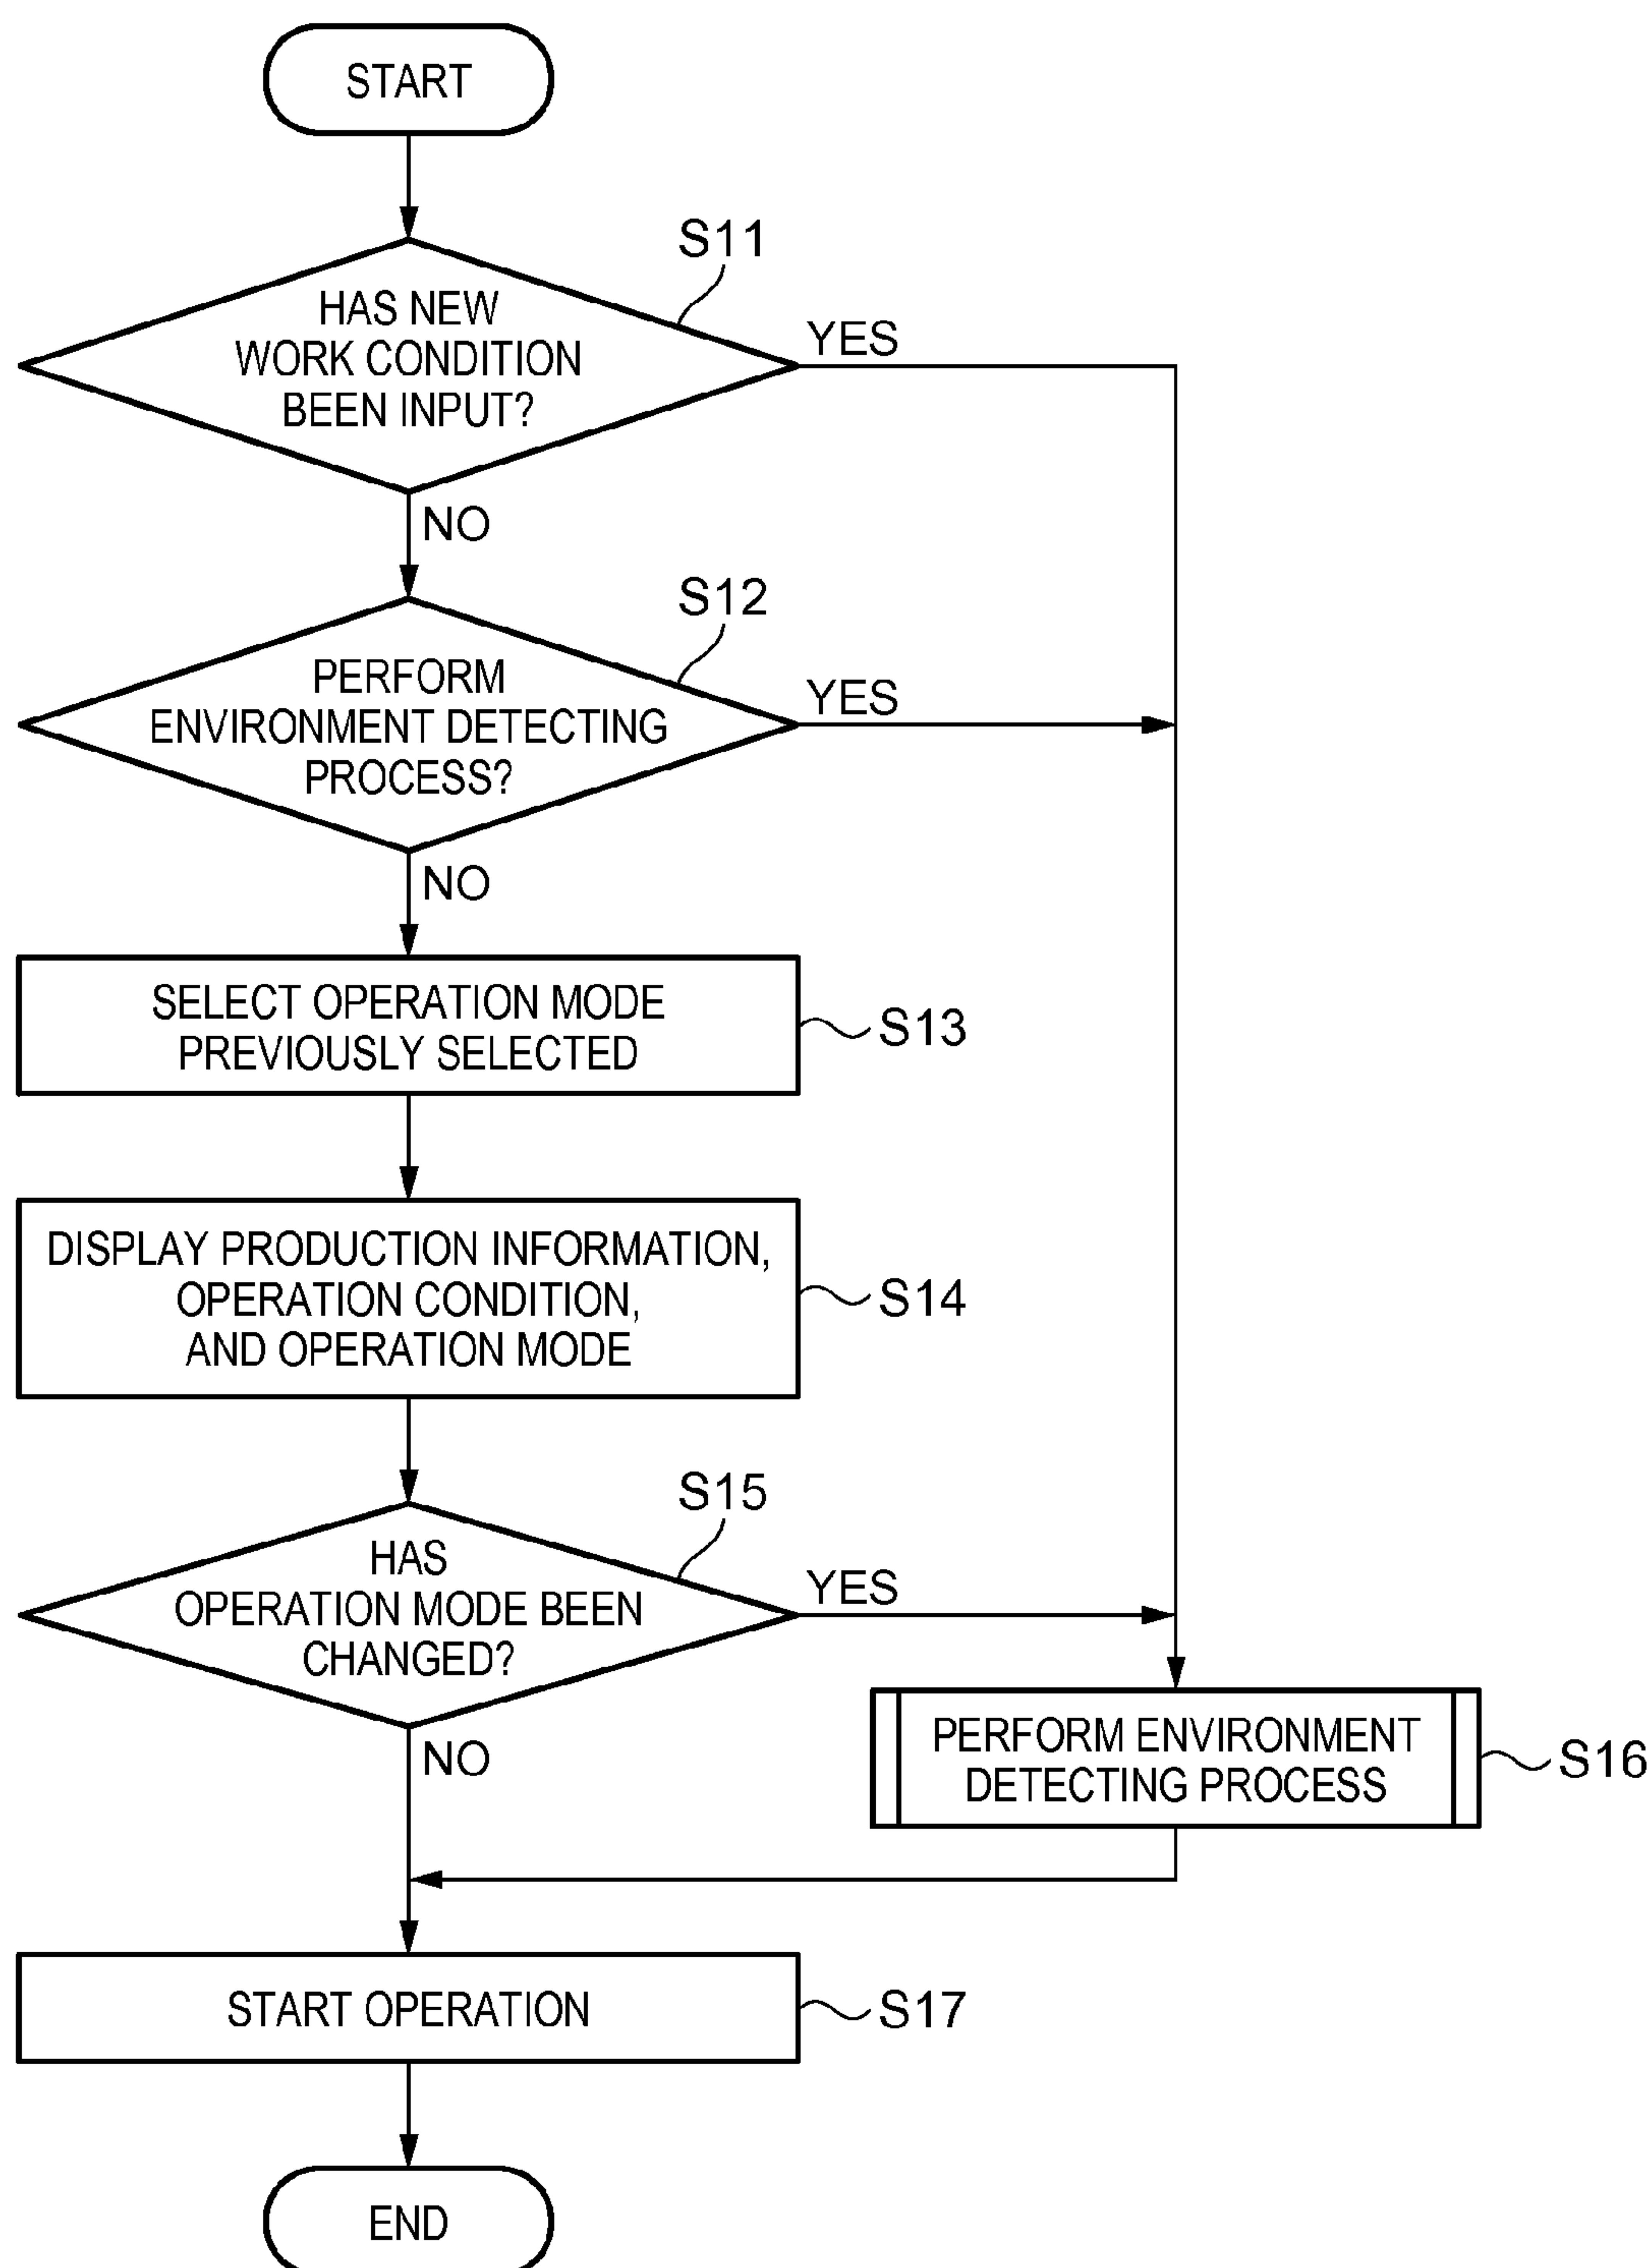 START
S11
HAS NEW
WORK CONDITION
BEEN INPUT?
YES
NO
S12
PERFORM
ENVIRONMENT DETECTING
PROCESS?
YES
NO
SELECT OPERATION MODE
PREVIOUSLY SELECTED
S13
DISPLAY PRODUCTION INFORMATION,
OPERATION CONDITION,
AND OPERATION MODE
S14
S15
HAS
OPERATION MODE BEEN
CHANGED?
YES
NO
PERFORM ENVIRONMENT
DETECTING PROCESS
S16
START OPERATION
S17
END